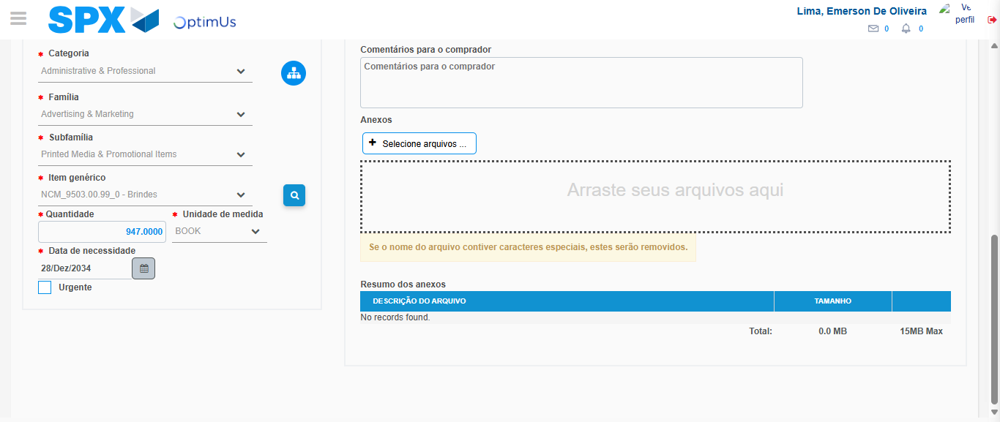 SPX
OptimUs
Lima, Emerson De Oliveira
Ve
perfil
0
0
* Categoria
Administrative & Professional
* Família
Advertising & Marketing
* Subfamília
Printed Media & Promotional Items
* Item genérico
NCM_9503.00.99_0 - Brindes
* Quantidade
* Unidade de medida
947.0000
BOOK
* Data de necessidade
28/Dez/2034
Urgente
Comentários para o comprador
Comentários para o comprador
Anexos
+ Selecione arquivos ...
Arraste seus arquivos aqui
Se o nome do arquivo contiver caracteres especiais, estes serão removidos.
Resumo dos anexos
DESCRIÇÃO DO ARQUIVO
TAMANHO
No records found.
Total:
0.0 MB
15MB Max